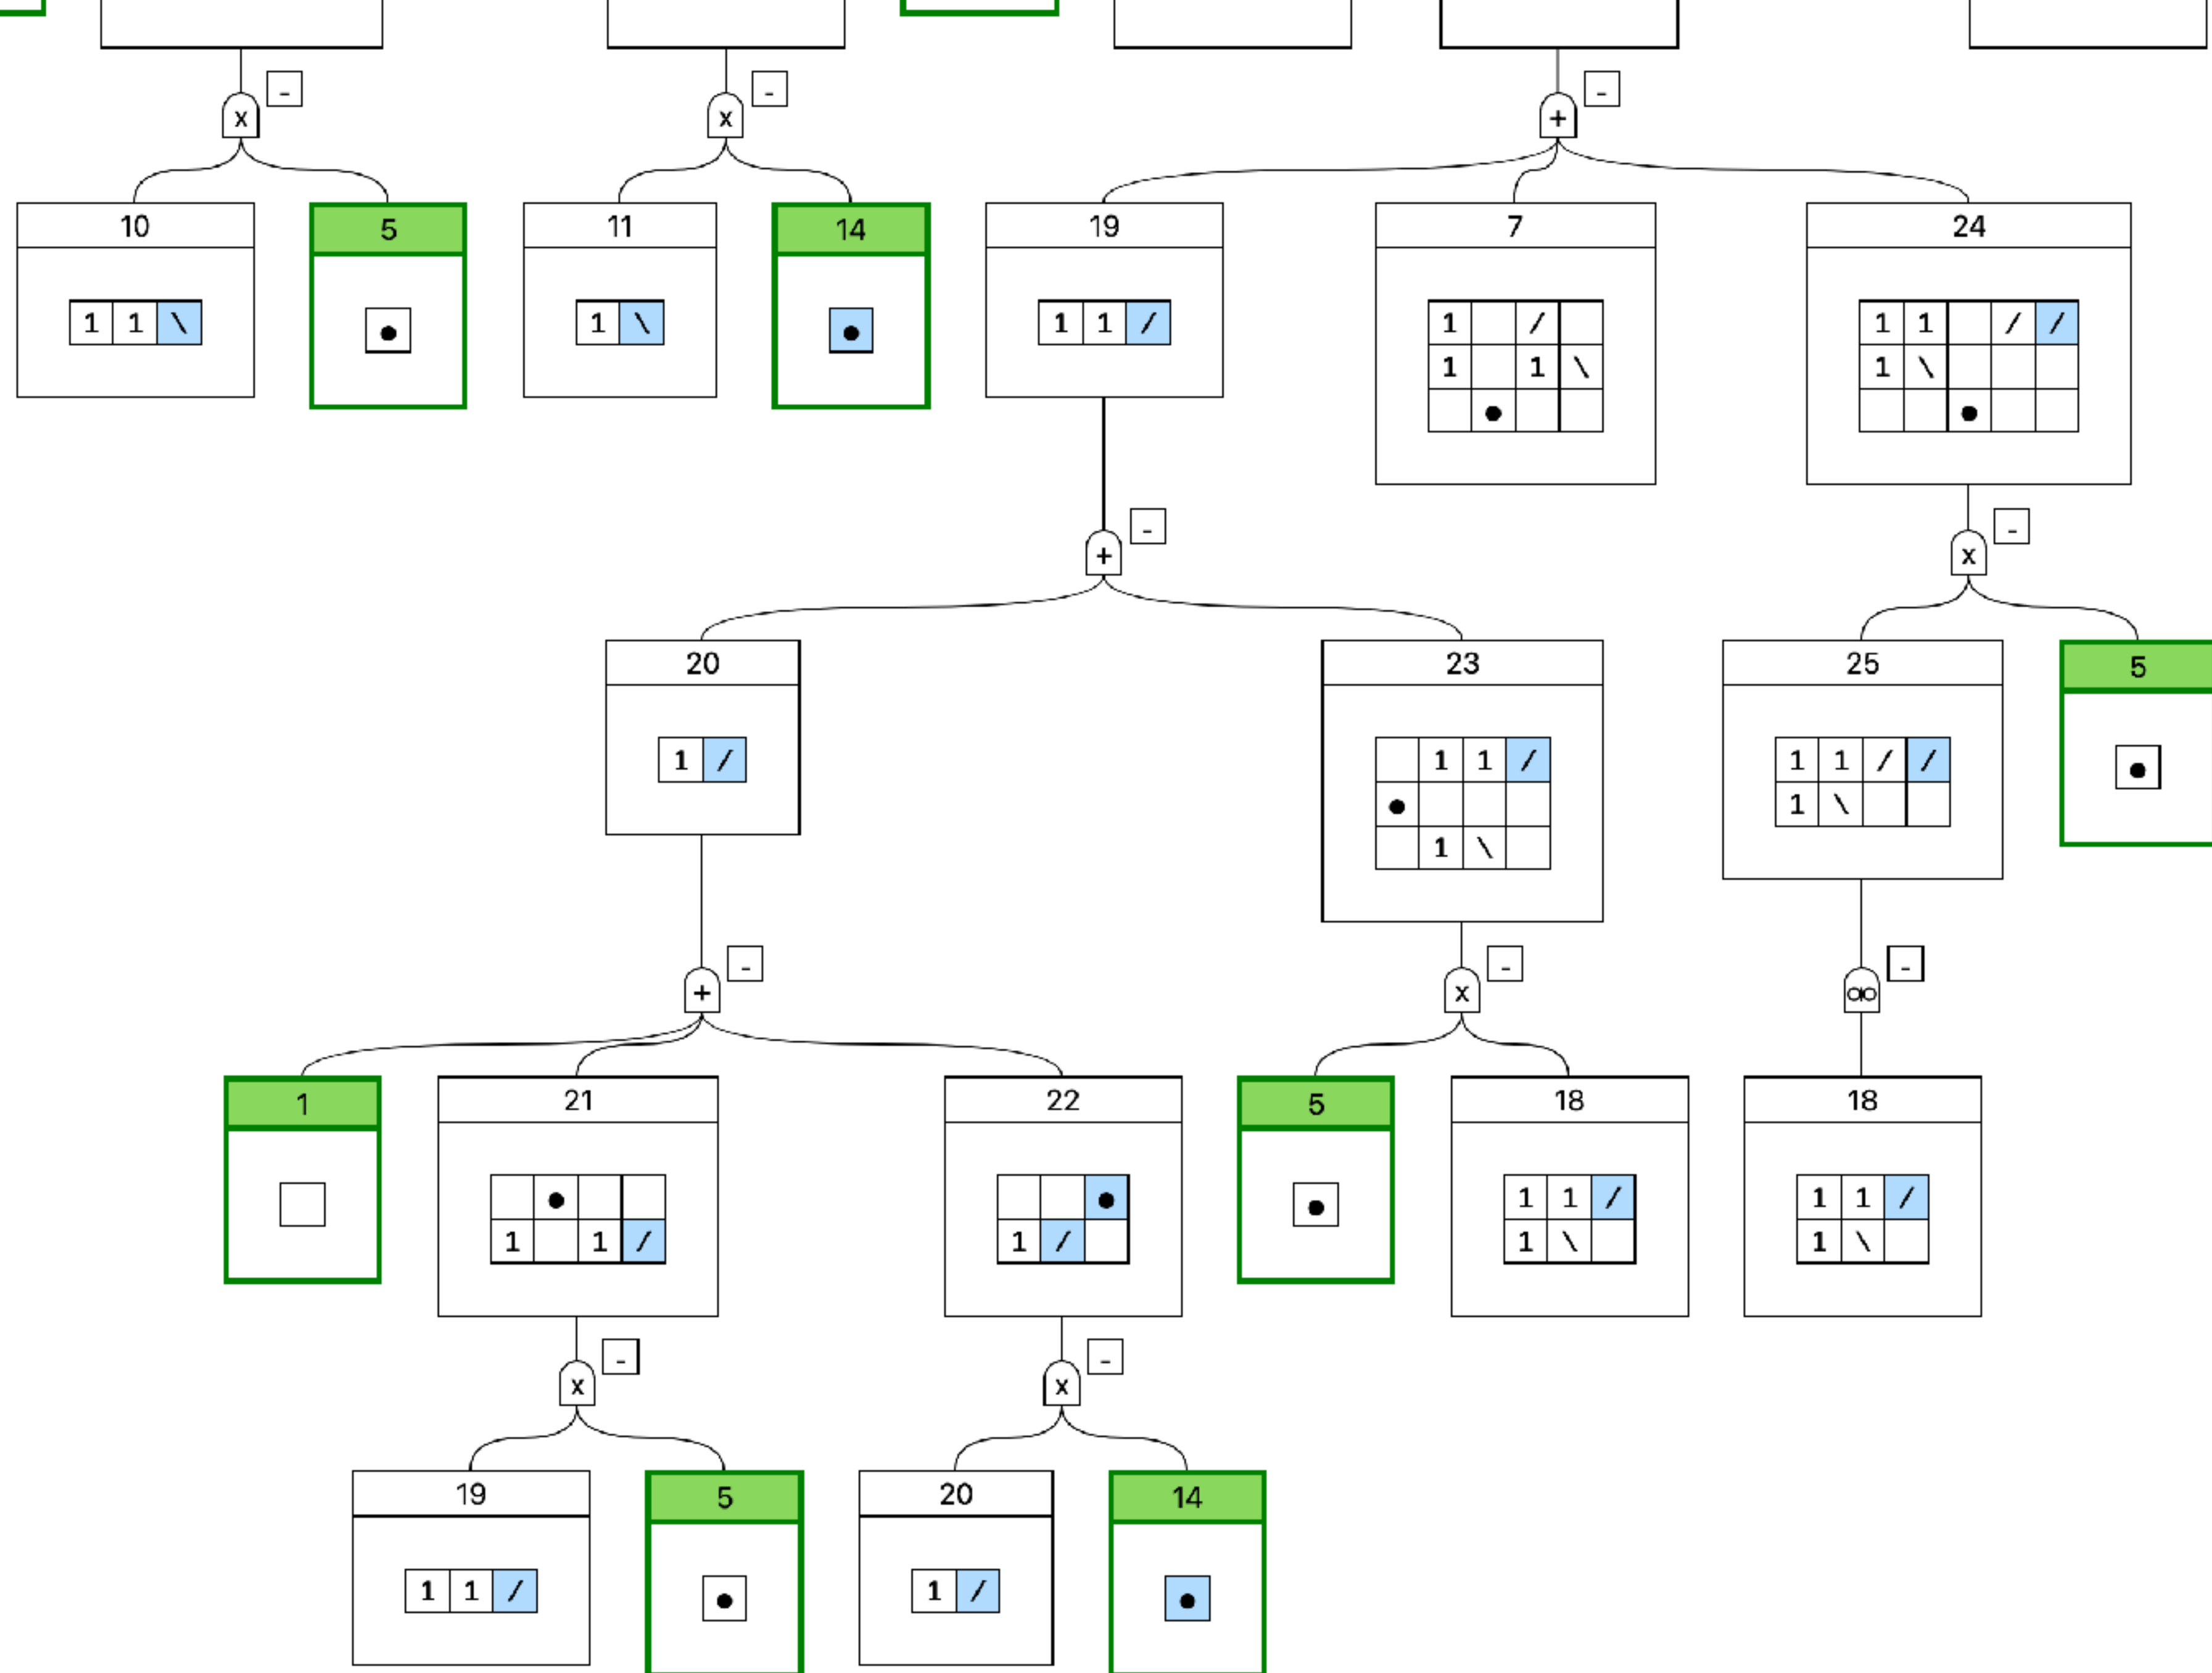 - - -
x x +
10 5 11 14 19 7 24
1 1 \ ● 1 \ ● 1 1 / 1 / 1 1 / /
1 1 \ 1 \
● ●
- -
+ x
20 23 25 5
1 / 1 1 / 1 1 / / ●
● 1 \
1 \
- - -
+ x ∞
1 21 22 5 18 18
● ● ● 1 1 / 1 1 /
1 1 / 1 / 1 \ 1 \
- -
x x
19 5 20 14
1 1 / ● 1 / ●